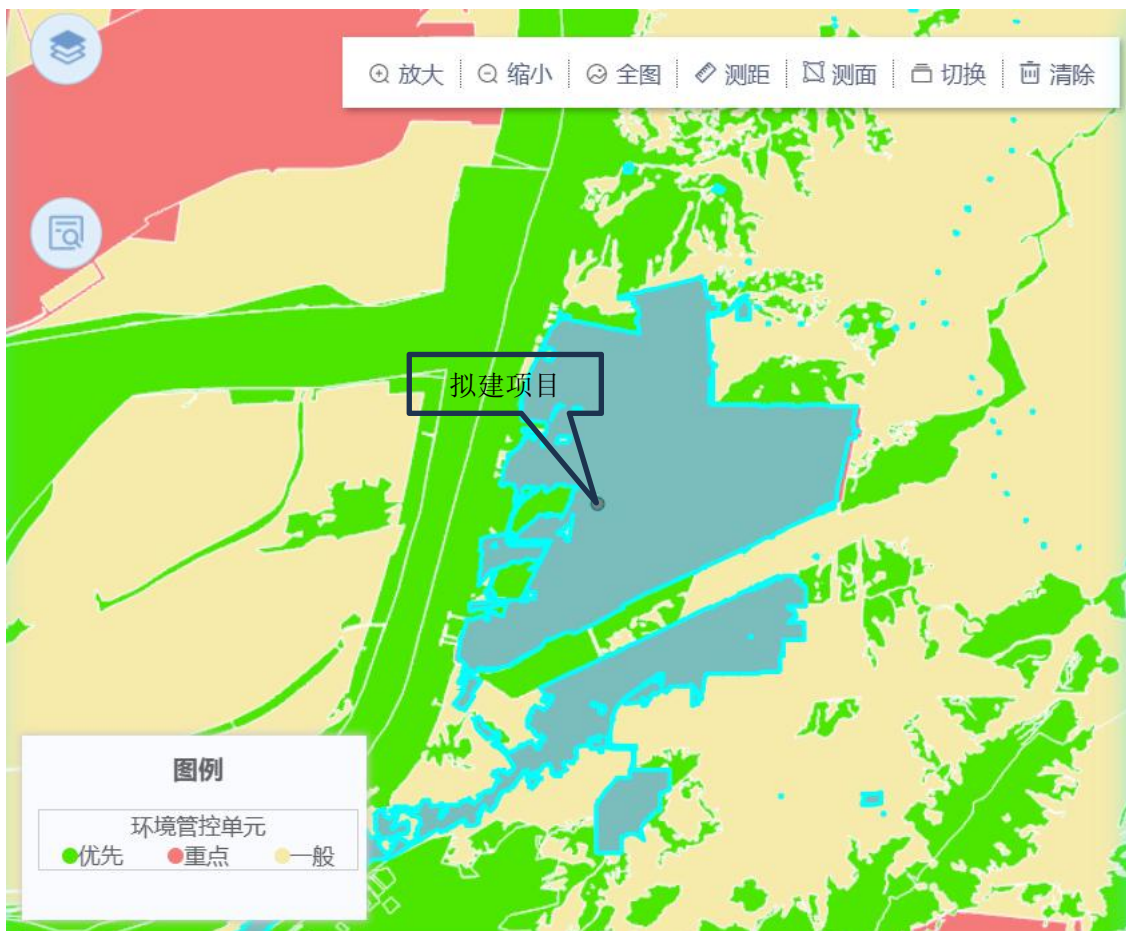 放大 缩小 全图 测距 测面 切换 清除
拟建项目
图例
环境管控单元
优先 重点 一般